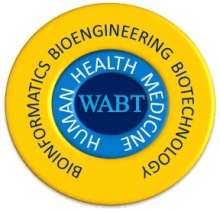 BIOINFORMATICS BIOENGINEERING BIOTECHNOLOGY
HUMAN HEALTH MEDICINE
WABT